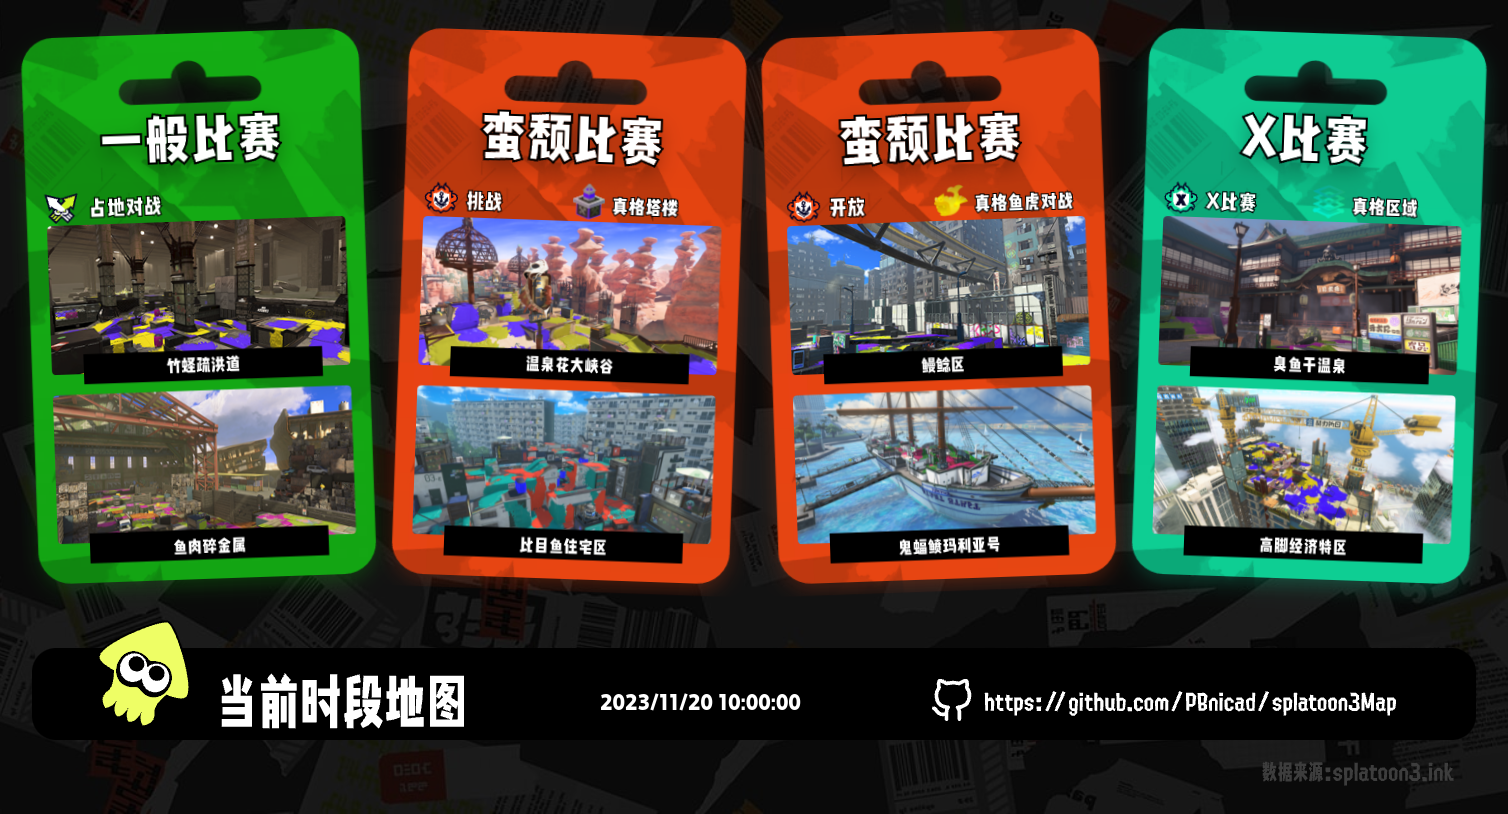 一般比赛
占地对战
竹蛏疏洪道
鱼肉碎金属
蛮颓比赛
挑战
真格塔楼
温泉花大峡谷
比目鱼住宅区
蛮颓比赛
开放
真格鱼虎对战
鳗鲶区
鬼蝠鲼玛利亚号
X比赛
X比赛
真格区域
臭鱼干温泉
高脚经济特区
当前时段地图
2023/11/20 10:00:00
https://github.com/PBnicad/splatoon3Map
数据来源:splatoon3.ink